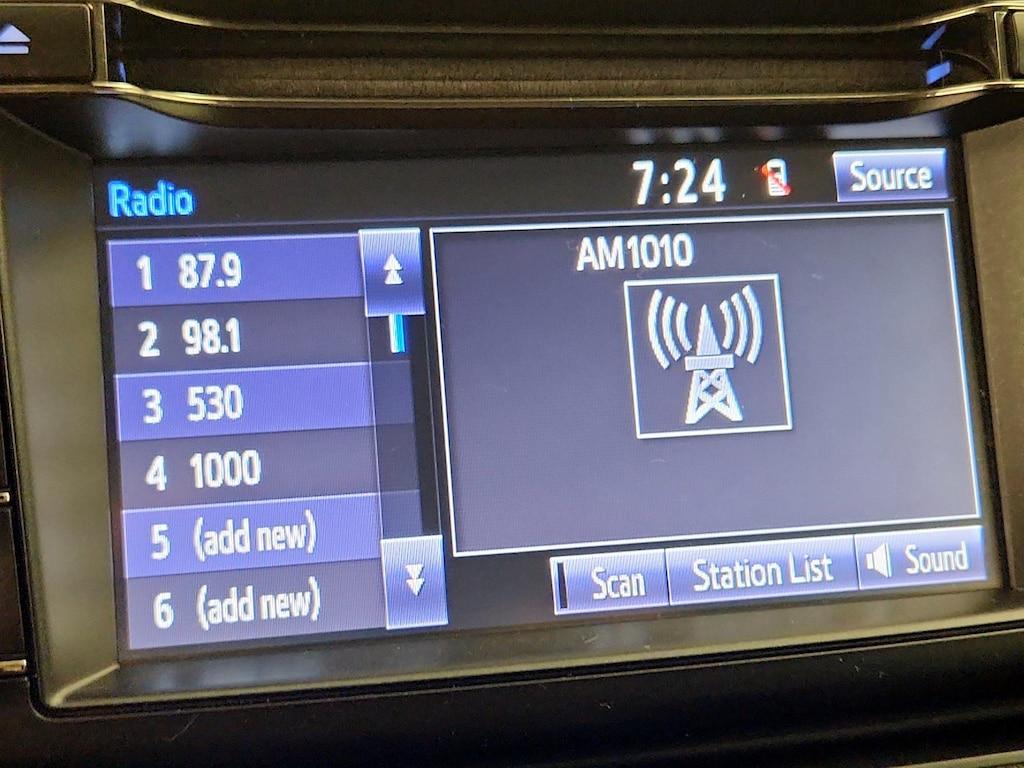 Radio
7:24
Source
1 87.9
2 98.1
3 530
4 1000
5 (add new)
6 (add new)
AM1010
Scan
Station List
Sound